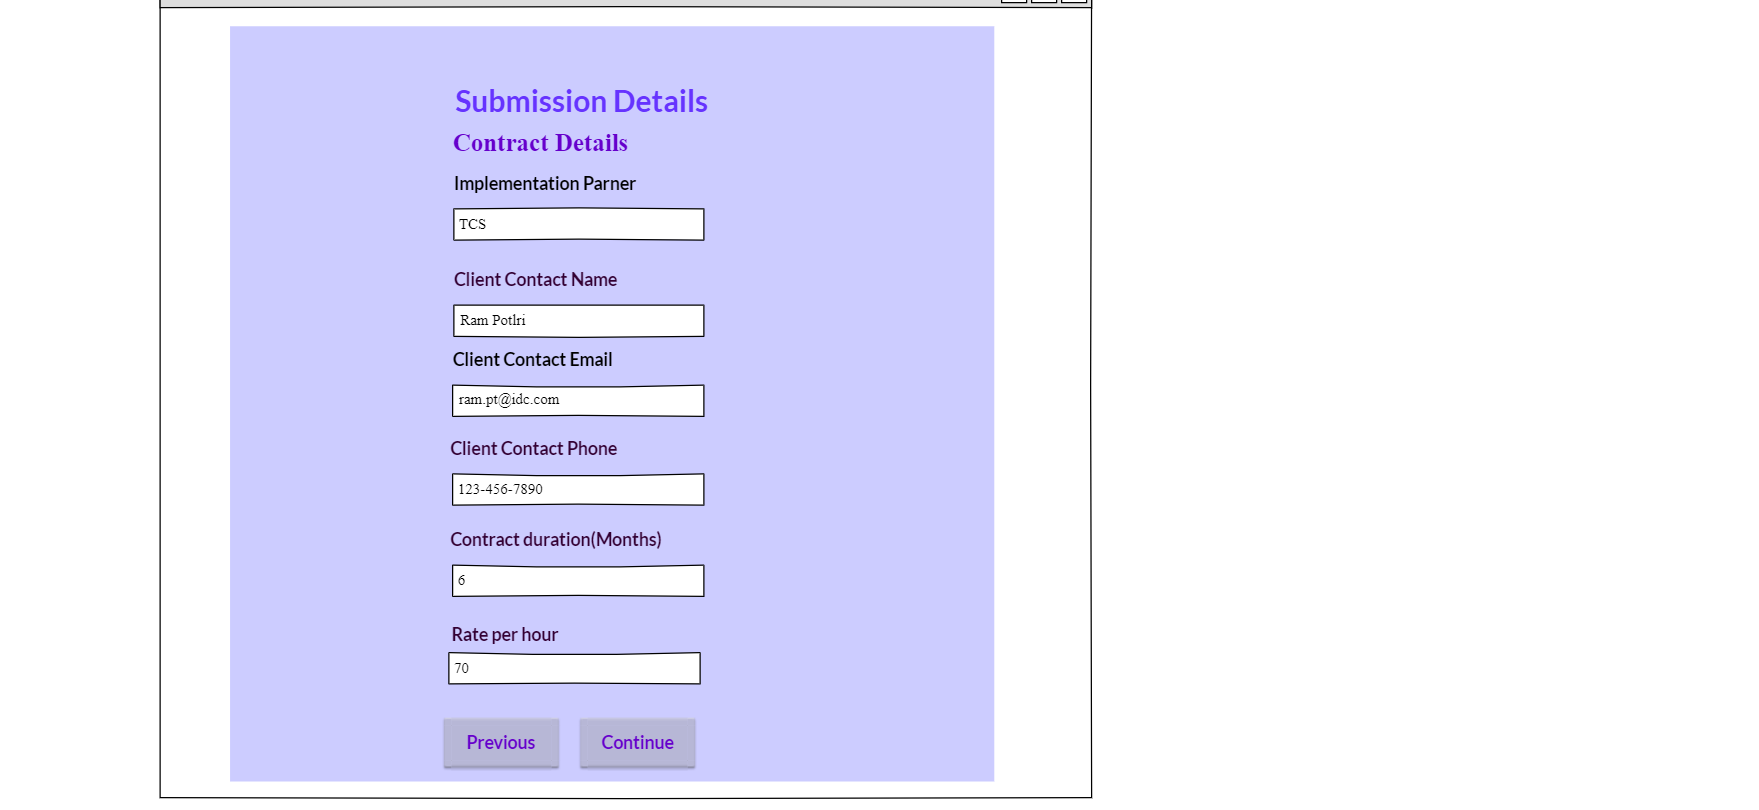 Submission Details
Contract Details
Implementation Parner
TCS
Client Contact Name
Ram Potlri
Client Contact Email
ram.pt@idc.com
Client Contact Phone
123-456-7890
Contract duration(Months)
6
Rate per hour
70
Previous Continue